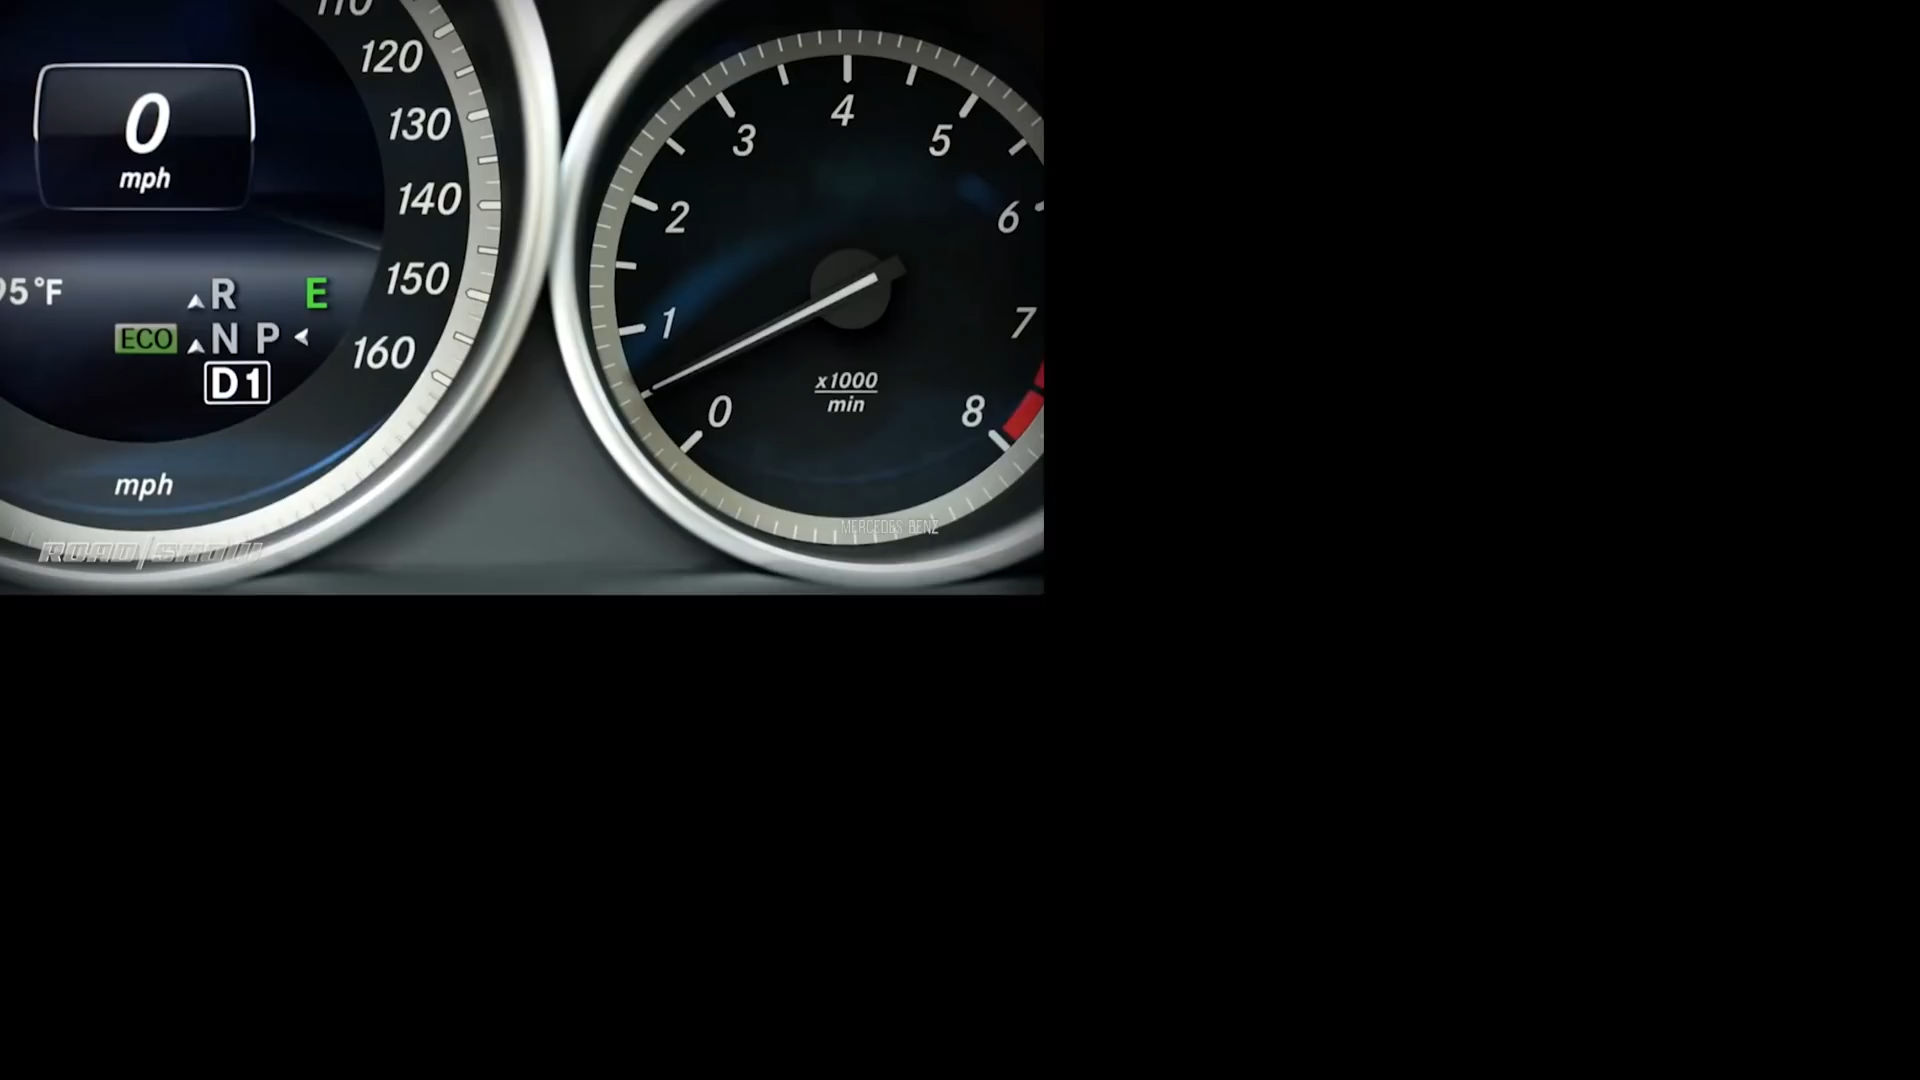 110
120
130
140
150
160
0
mph
95°F
R
E
ECO
N P
D1
mph
0
1
2
3
4
5
6
7
8
x1000
min
ROAD/SHOW
MERCEDES BENZ